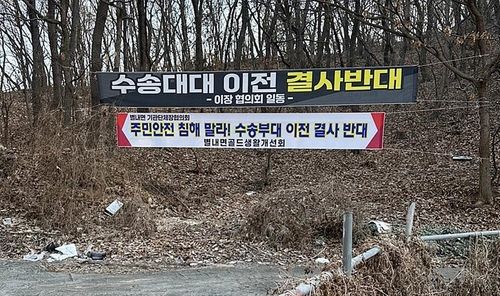 수송대대 이전 결사반대
- 이장 협의회 일동 -
별내면 기관단체장협의회
주민안전 침해 말라! 수송부대 이전 결사 반대
별내면골드생활개선회